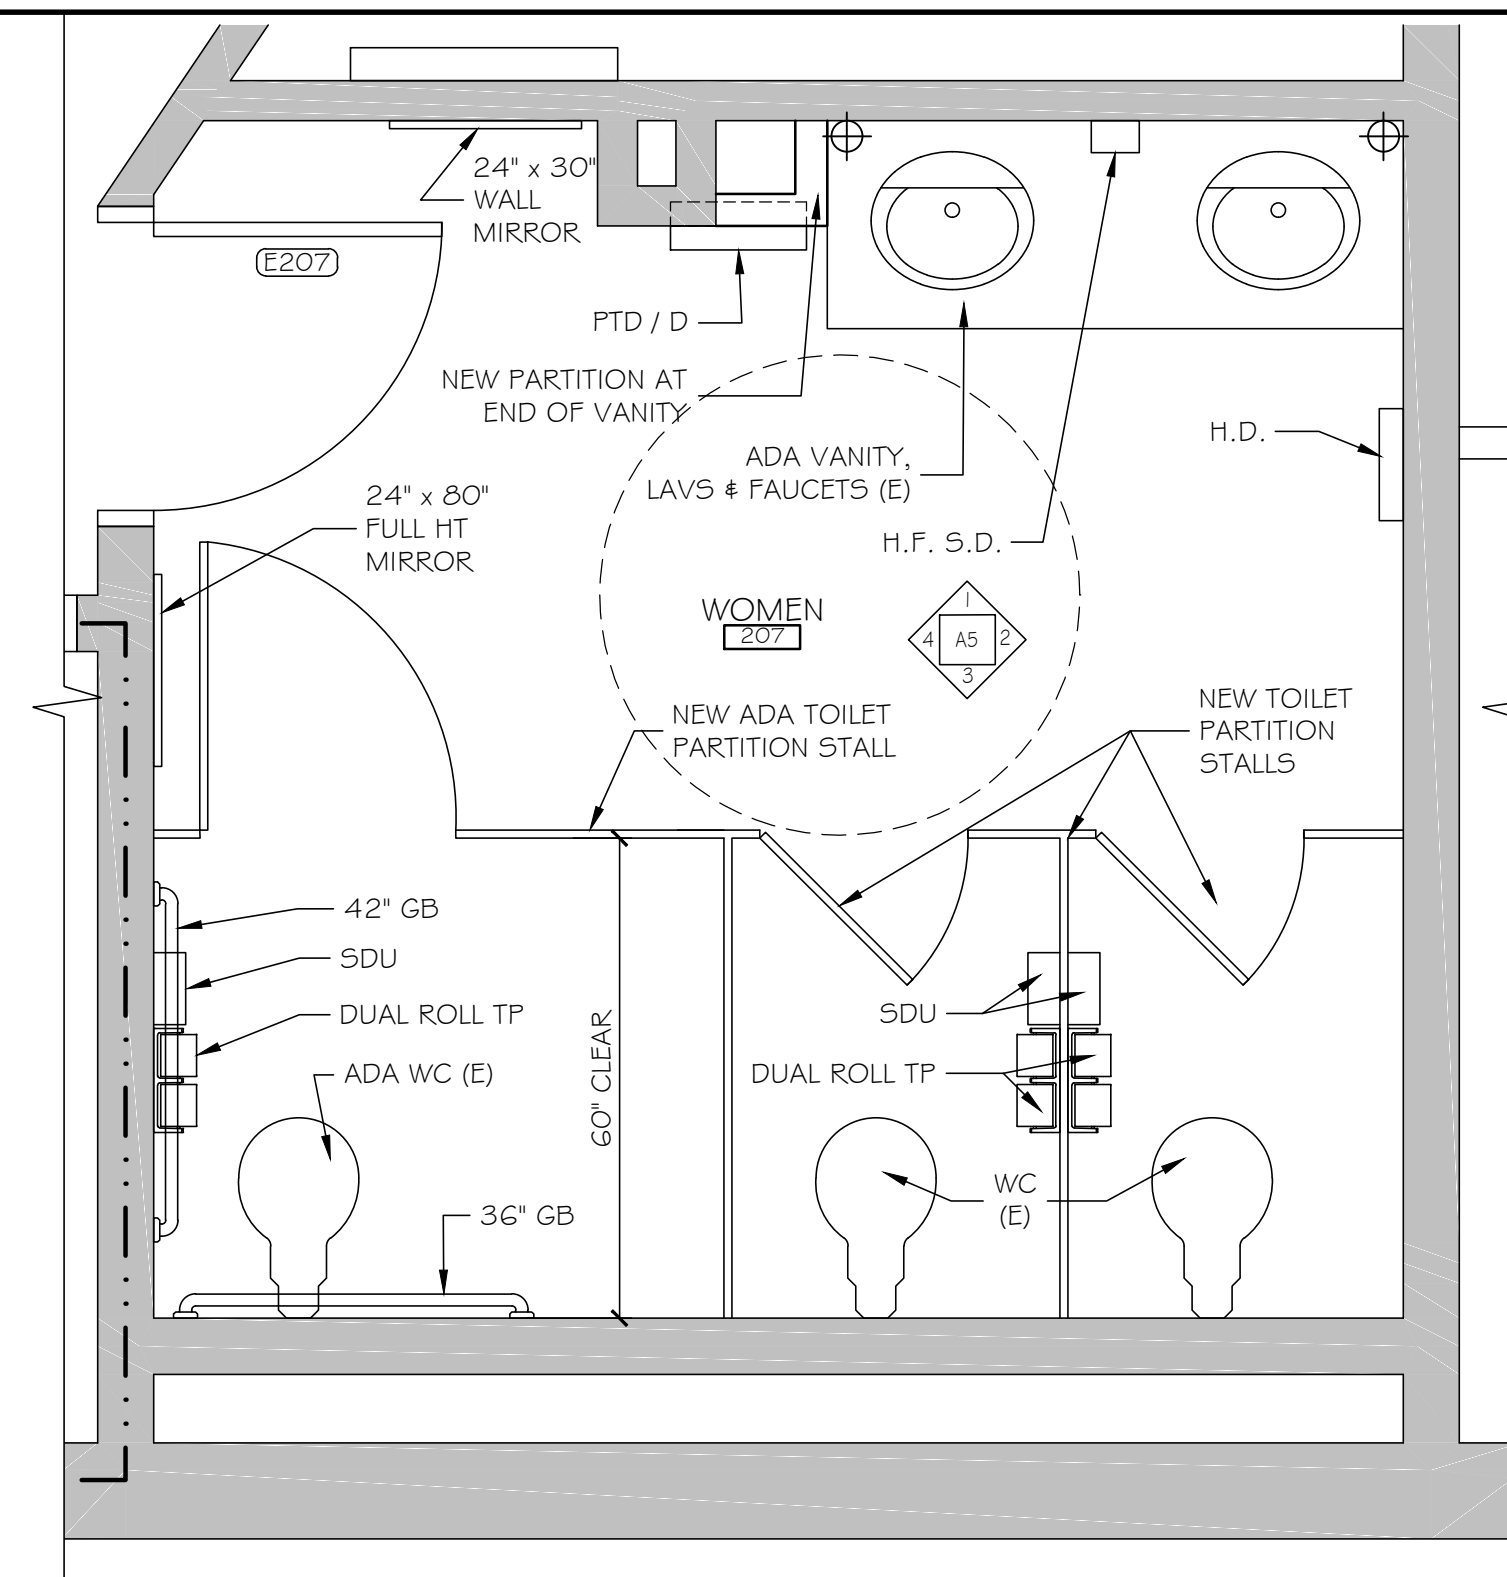 24" x 30"
WALL
MIRROR
E207
PTD / D
NEW PARTITION AT
END OF VANITY
ADA VANITY,
LAVS & FAUCETS (E)
H.D.
24" x 80"
FULL HT
MIRROR
H.F. S.D.
WOMEN
207
1
4 A5 2
3
NEW ADA TOILET
PARTITION STALL
NEW TOILET
PARTITION
STALLS
42" GB
SDU
DUAL ROLL TP
ADA WC (E)
60" CLEAR
36" GB
SDU
DUAL ROLL TP
WC
(E)